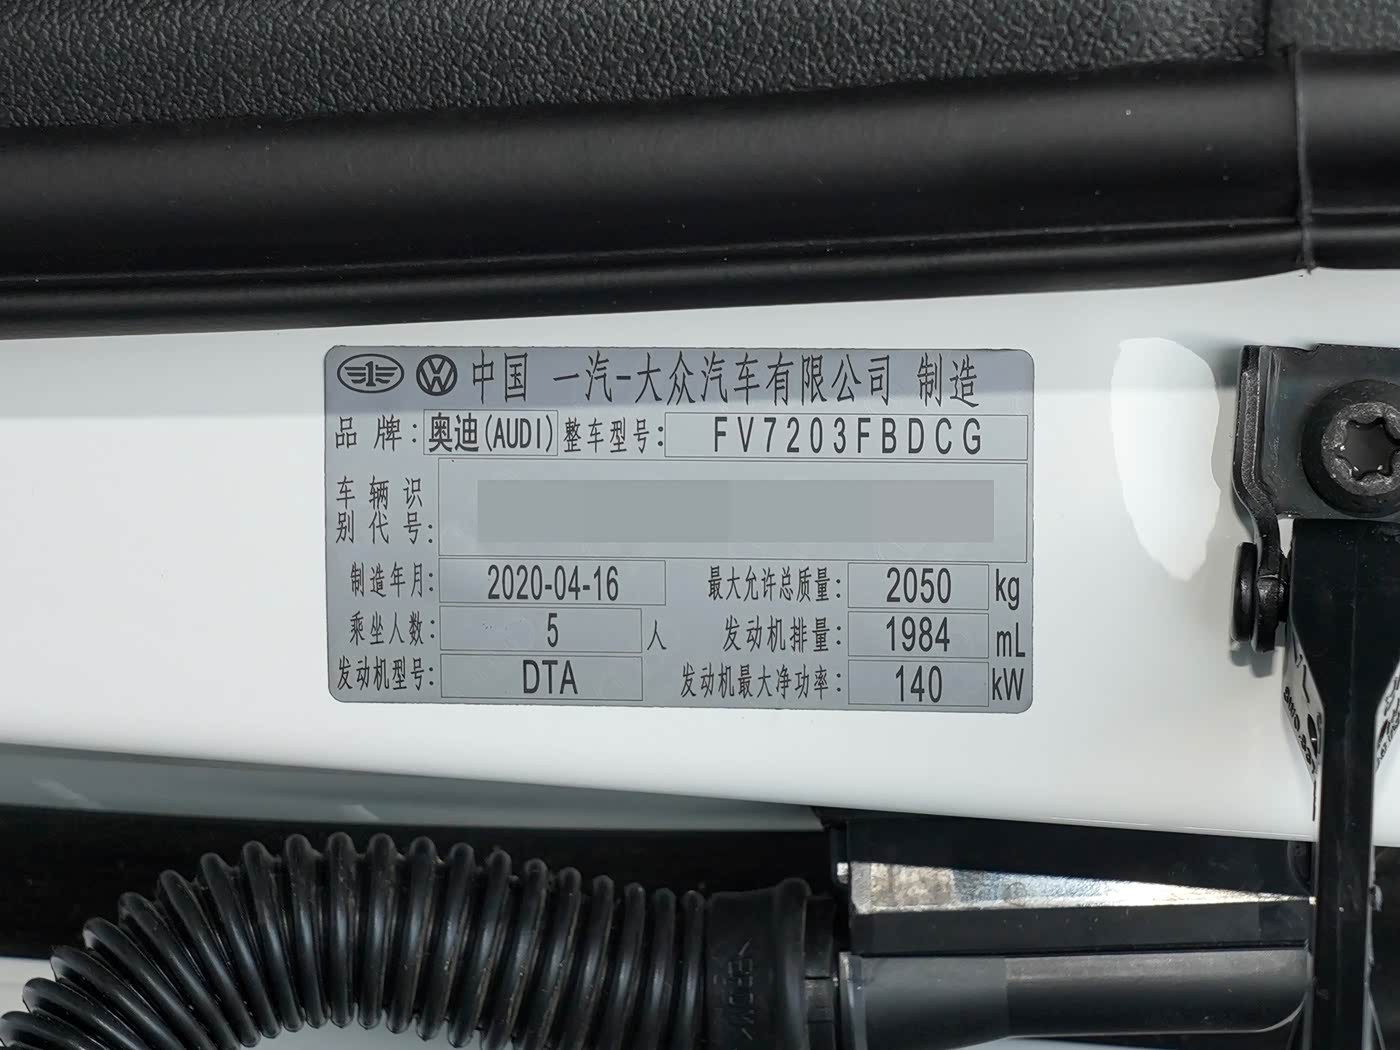 中国 一汽-大众汽车有限公司 制造
品牌: 奥迪(AUDI) 整车型号: FV7203FBDCG
车辆识
别代号:
制造年月: 2020-04-16 最大允许总质量: 2050 kg
乘坐人数: 5 人 发动机排量: 1984 mL
发动机型号: DTA 发动机最大净功率: 140 kW